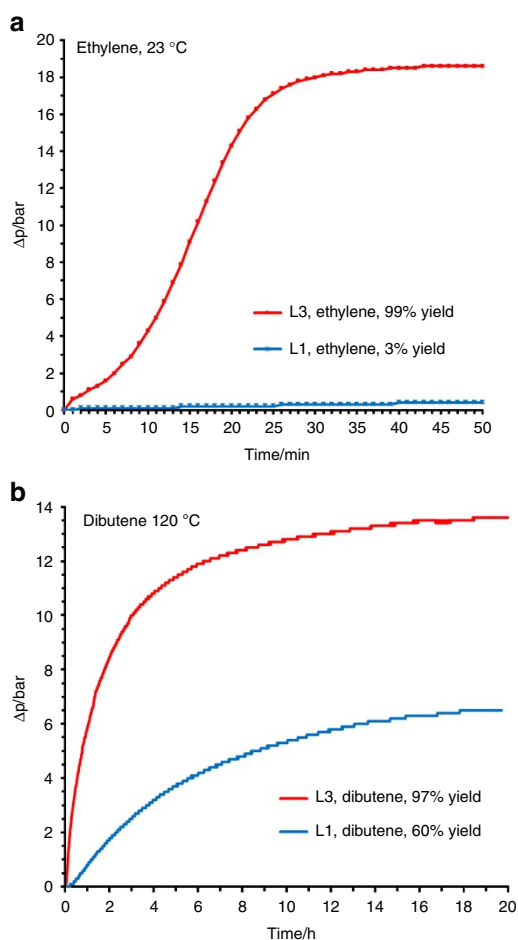 a
Ethylene, 23 °C
20
18
16
14
12
10
8
6
4
2
0
Δp/bar
L3, ethylene, 99% yield
L1, ethylene, 3% yield
0 5 10 15 20 25 30 35 40 45 50
Time/min
b
Dibutene 120 °C
14
12
10
8
6
4
2
0
Δp/bar
L3, dibutene, 97% yield
L1, dibutene, 60% yield
0 2 4 6 8 10 12 14 16 18 20
Time/h